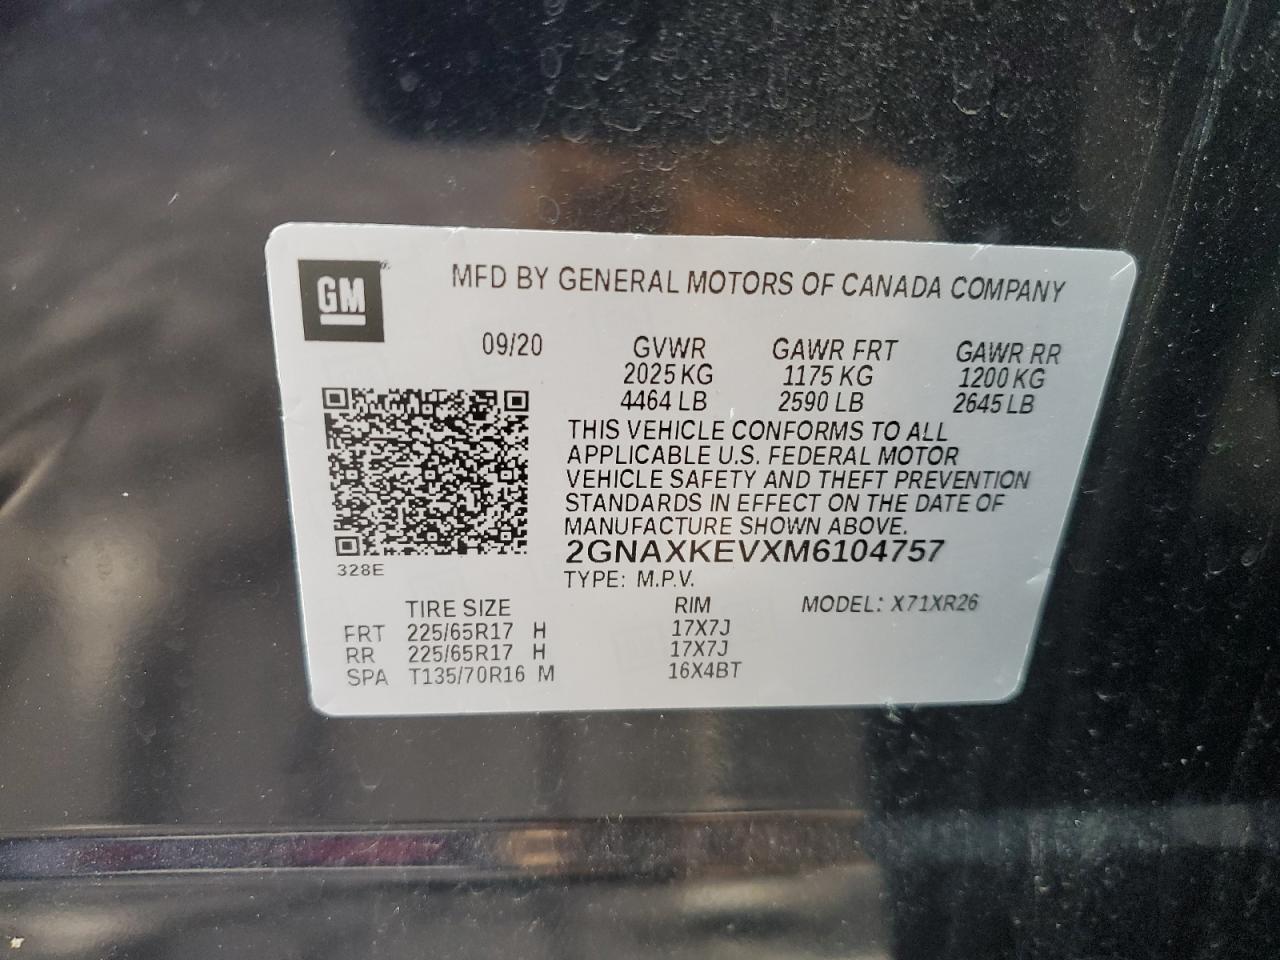 GM
MFD BY GENERAL MOTORS OF CANADA COMPANY
09/20 GVWR GAWR FRT GAWR RR
2025 KG 1175 KG 1200 KG
4464 LB 2590 LB 2645 LB
THIS VEHICLE CONFORMS TO ALL
APPLICABLE U.S. FEDERAL MOTOR
VEHICLE SAFETY AND THEFT PREVENTION
STANDARDS IN EFFECT ON THE DATE OF
MANUFACTURE SHOWN ABOVE.
2GNAXKEVXM6104757
328E
TYPE: M.P.V.
TIRE SIZE RIM MODEL: X71XR26
FRT 225/65R17 H 17X7J
RR 225/65R17 H 17X7J
SPA T135/70R16 M 16X4BT